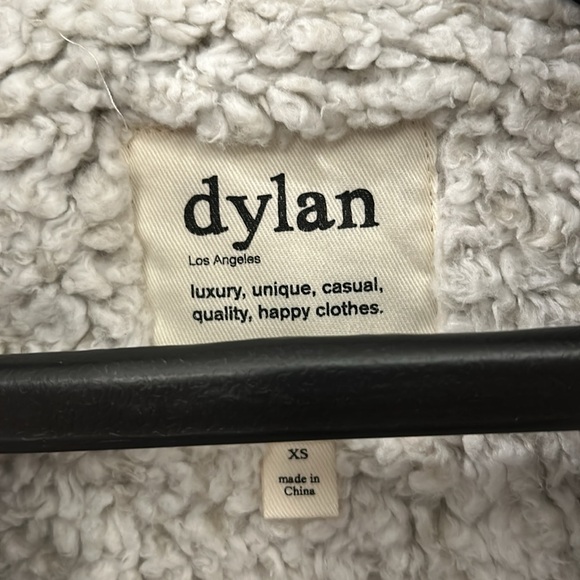 dylan
Los Angeles
luxury, unique, casual,
quality, happy clothes.
XS
made in
China